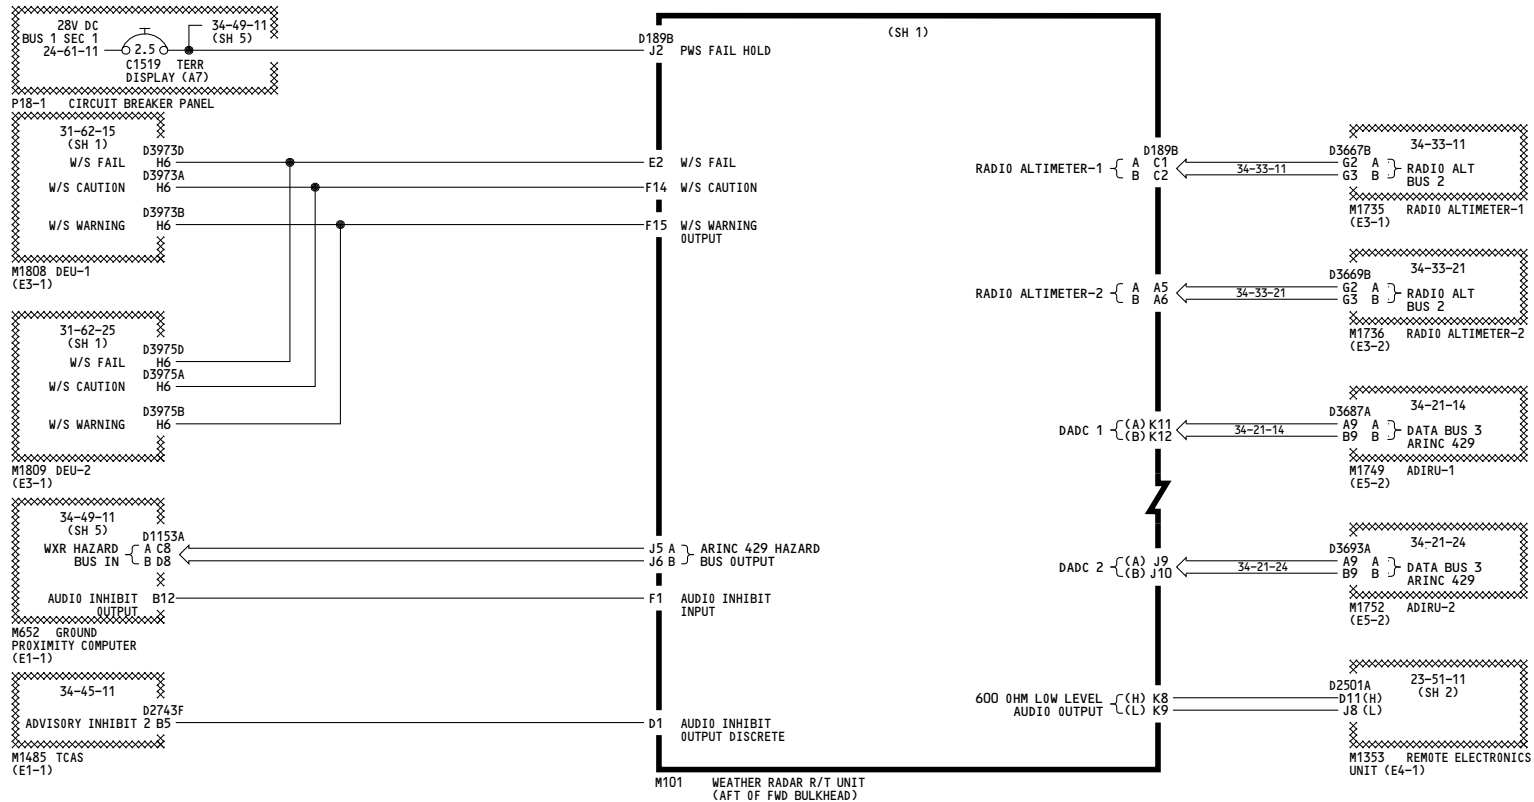 28V DC
BUS 1 SEC 1
24-61-11
2.5
34-49-11
(SH 5)
C1519 TERR
DISPLAY (A7)
P18-1 CIRCUIT BREAKER PANEL
31-62-15
(SH 1)
D3973D
W/S FAIL H6
D3973A
W/S CAUTION H6
D3973B
W/S WARNING H6
M1808 DEU-1
(E3-1)
31-62-25
(SH 1)
D3975D
W/S FAIL H6
D3975A
W/S CAUTION H6
D3975B
W/S WARNING H6
M1809 DEU-2
(E3-1)
34-49-11
(SH 5)
D1153A
WXR HAZARD A C8
BUS IN B D8
AUDIO INHIBIT B12
OUTPUT
M652 GROUND
PROXIMITY COMPUTER
(E1-1)
34-45-11
D2743F
ADVISORY INHIBIT 2 B5
M1485 TCAS
(E1-1)
(SH 1)
D189B
J2 PWS FAIL HOLD
E2 W/S FAIL
F14 W/S CAUTION
F15 W/S WARNING
OUTPUT
J5 A ARINC 429 HAZARD
J6 B BUS OUTPUT
F1 AUDIO INHIBIT
INPUT
D1 AUDIO INHIBIT
OUTPUT DISCRETE
M101 WEATHER RADAR R/T UNIT
(AFT OF FWD BULKHEAD)
D189B
RADIO ALTIMETER-1 A C1
B C2
34-33-11
RADIO ALTIMETER-2 A A5
B A6
34-33-21
DADC 1 (A) K11
(B) K12
34-21-14
DADC 2 (A) J9
(B) J10
34-21-24
600 OHM LOW LEVEL (H) K8
AUDIO OUTPUT (L) K9
34-33-11
D3667B
G2 A RADIO ALT
G3 B BUS 2
M1735 RADIO ALTIMETER-1
(E3-1)
34-33-21
D3669B
G2 A RADIO ALT
G3 B BUS 2
M1736 RADIO ALTIMETER-2
(E3-2)
34-21-14
D3687A
A9 A DATA BUS 3
B9 B ARINC 429
M1749 ADIRU-1
(E5-2)
34-21-24
D3693A
A9 A DATA BUS 3
B9 B ARINC 429
M1752 ADIRU-2
(E5-2)
23-51-11
(SH 2)
D2501A
D11 (H)
J8 (L)
M1353 REMOTE ELECTRONICS
UNIT (E4-1)